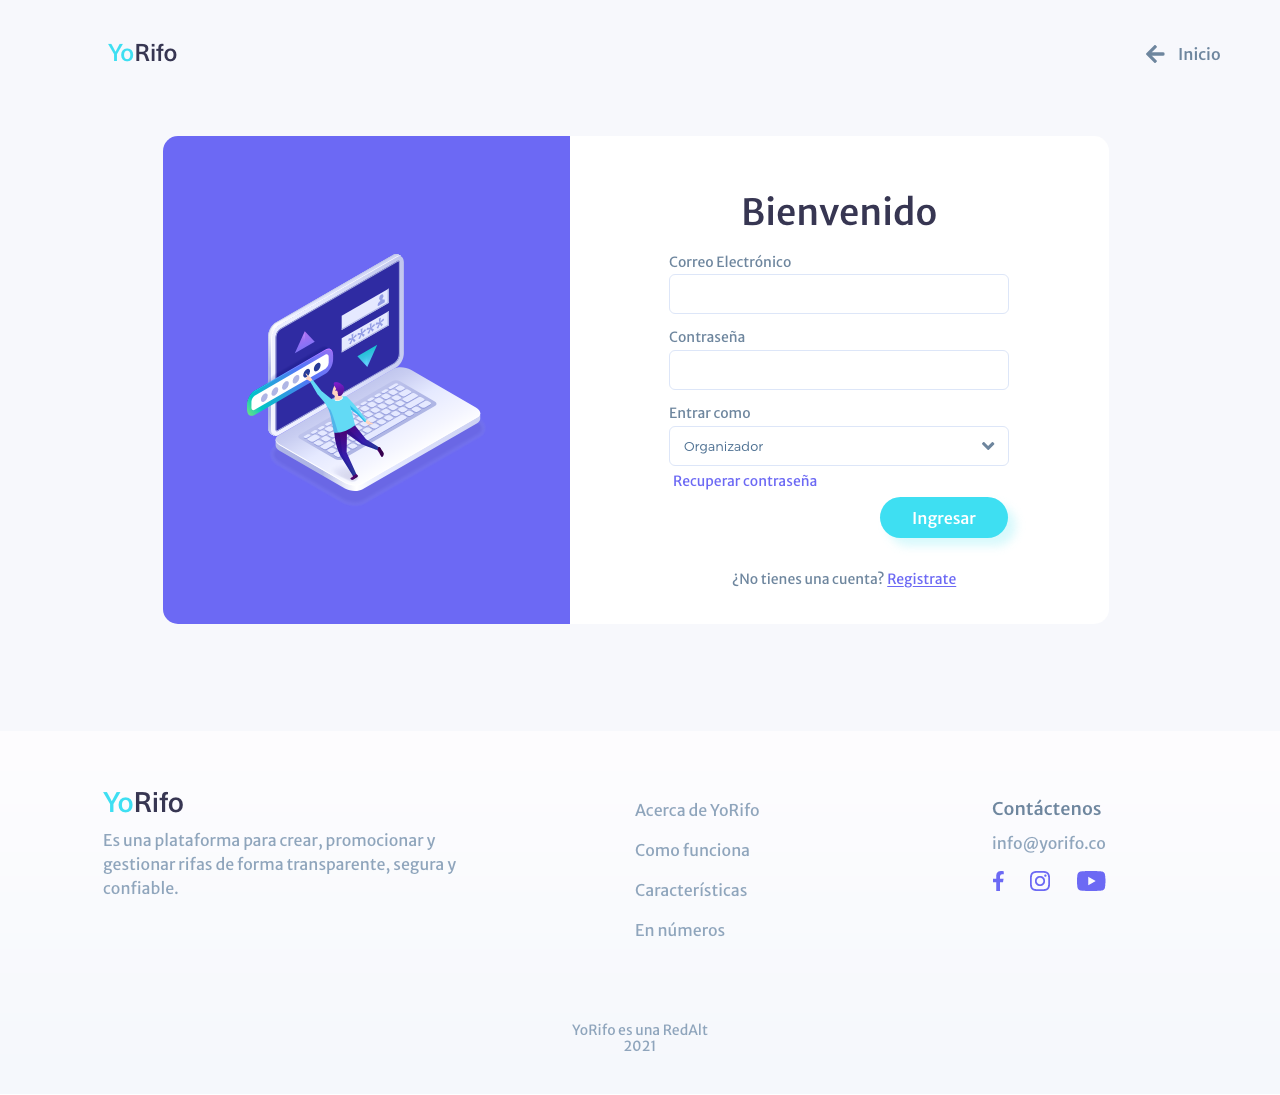 YoRifo
Inicio
Bienvenido
Correo Electrónico
Contraseña
Entrar como
Organizador
Recuperar contraseña
Ingresar
¿No tienes una cuenta? Registrate
YoRifo
Es una plataforma para crear, promocionar y
gestionar rifas de forma transparente, segura y
confiable.
Acerca de YoRifo
Como funciona
Características
En números
Contáctenos
info@yorifo.co
YoRifo es una RedAlt
2021